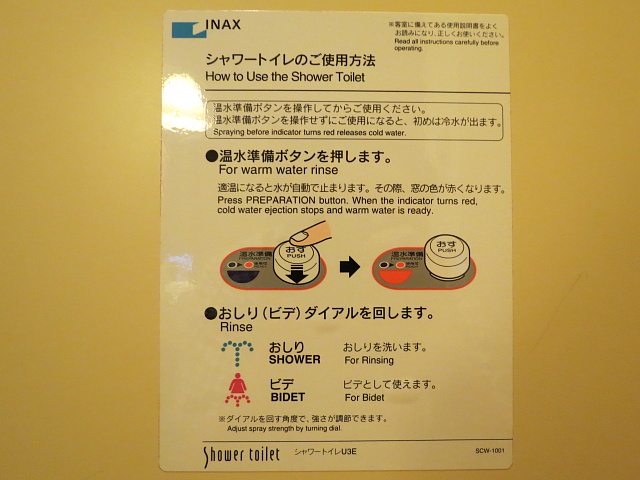 INAX
※客室に備えてある使用説明書をよく
お読みになり、正しくお使いください。
Read all instructions carefully before
operating.
シャワートイレのご使用方法
How to Use the Shower Toilet
温水準備ボタンを操作してからご使用ください。
温水準備ボタンを操作せずにご使用になると、初めは冷水が出ます。
Spraying before indicator turns red releases cold water.
●温水準備ボタンを押します。
For warm water rinse
適温になると水が自動で止まります。その際、窓の色が赤くなります。
Press PREPARATION button. When the indicator turns red,
cold water ejection stops and warm water is ready.
おす
PUSH
温水準備
PREPARATION
おす
PUSH
温水準備
PREPARATION
●おしり(ビデ)ダイアルを回します。
Rinse
おしり おしりを洗います。
SHOWER For Rinsing
ビデ ビデとして使えます。
BIDET For Bidet
※ダイアルを回す角度で、強さが調節できます。
Adjust spray strength by turning dial.
Shower toilet シャワートイレU3E SCW-1001